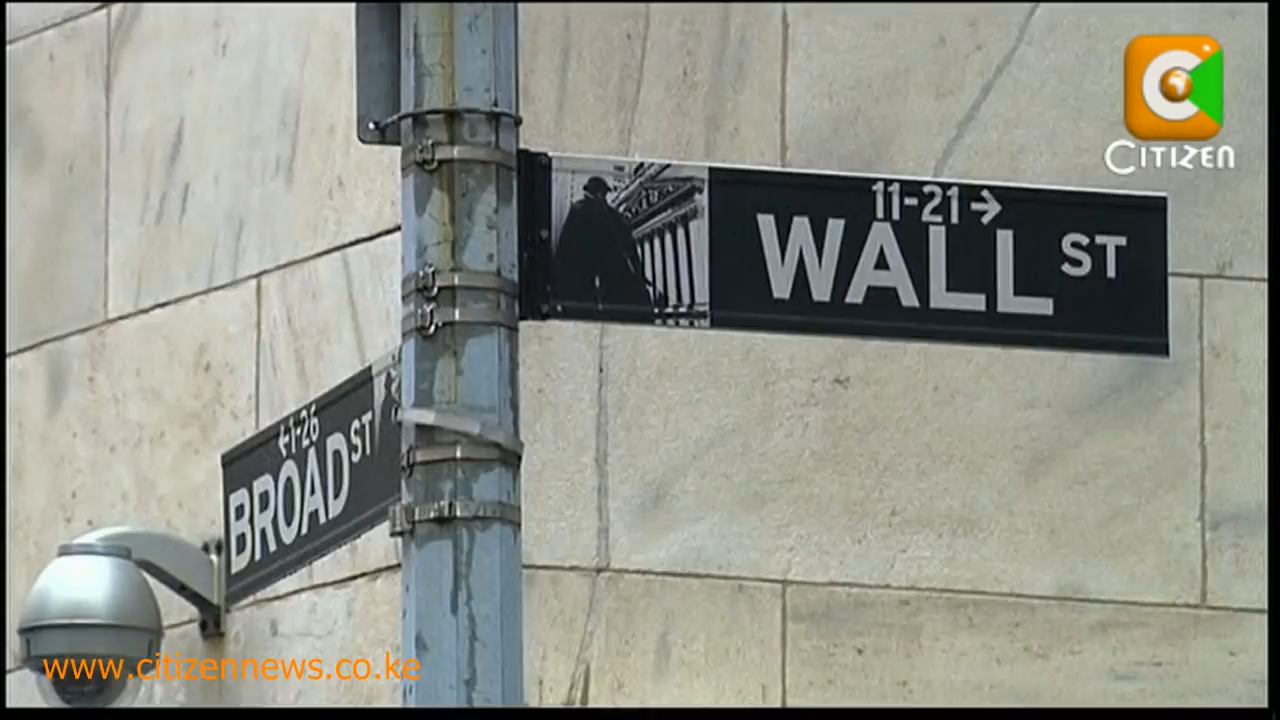 CITIZEN
11-21→
WALL ST
←1-26
BROAD ST
www.citizennews.co.ke